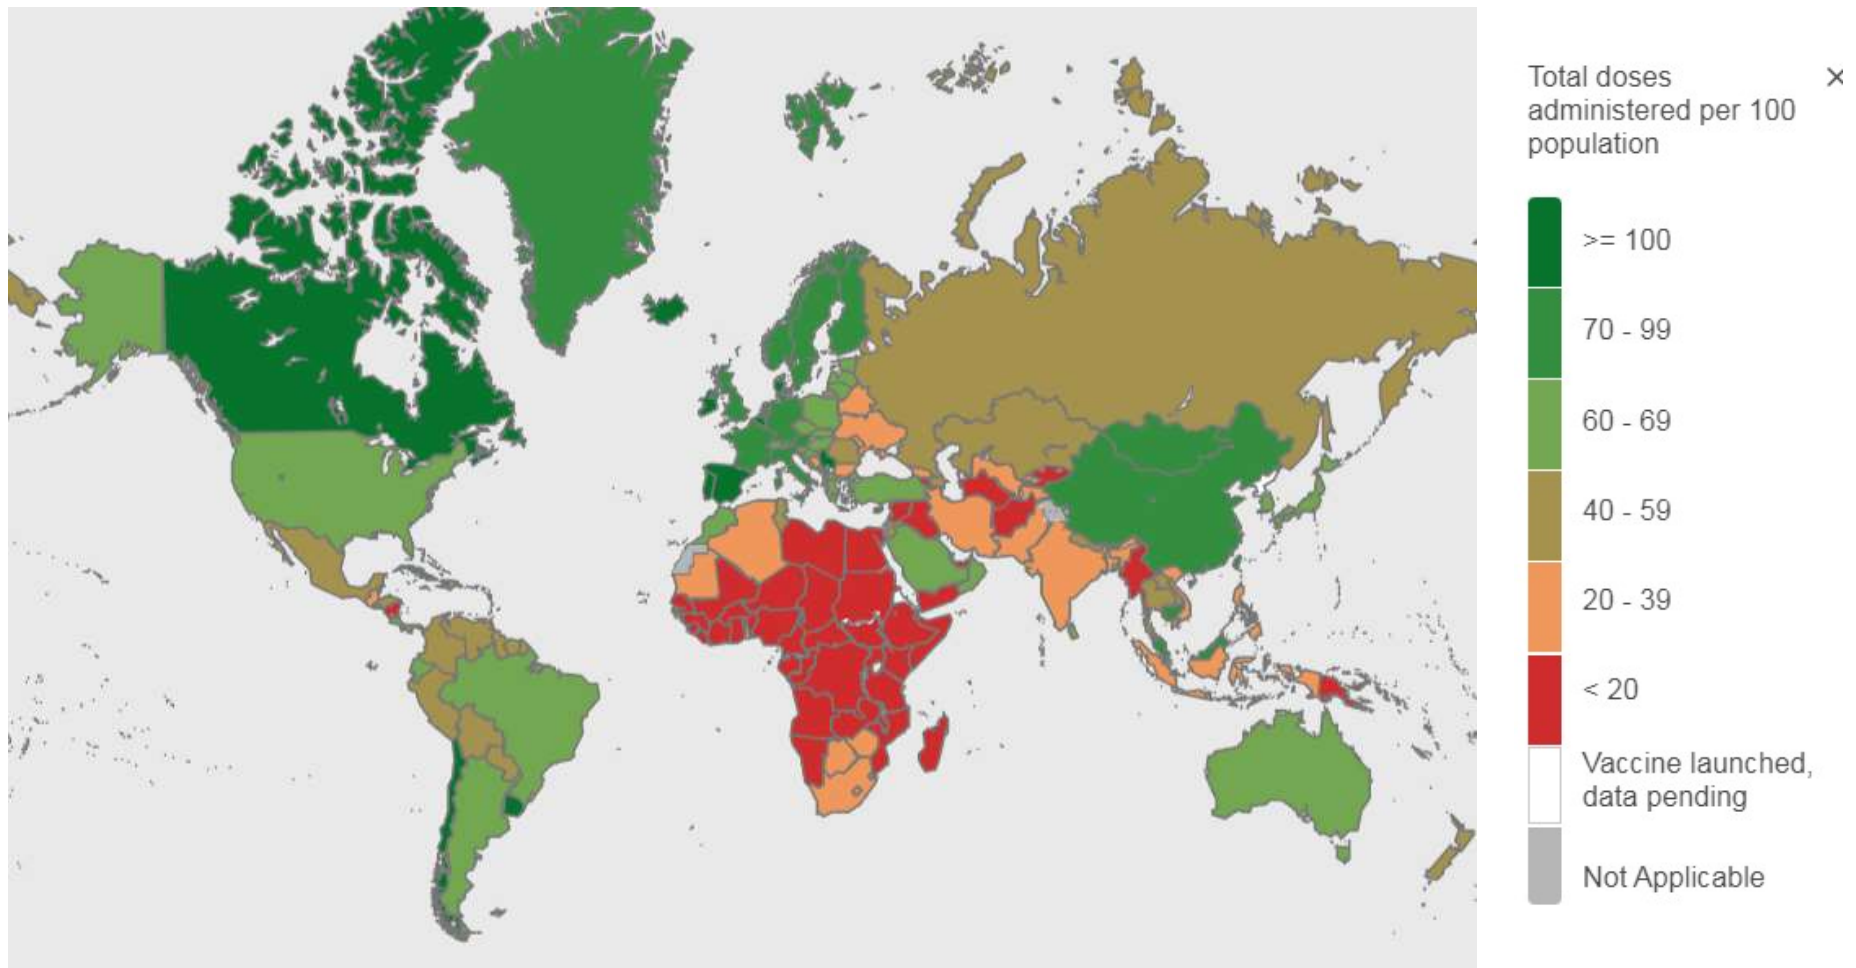 Total doses
administered per 100
population
>= 100
70 - 99
60 - 69
40 - 59
20 - 39
< 20
Vaccine launched,
data pending
Not Applicable